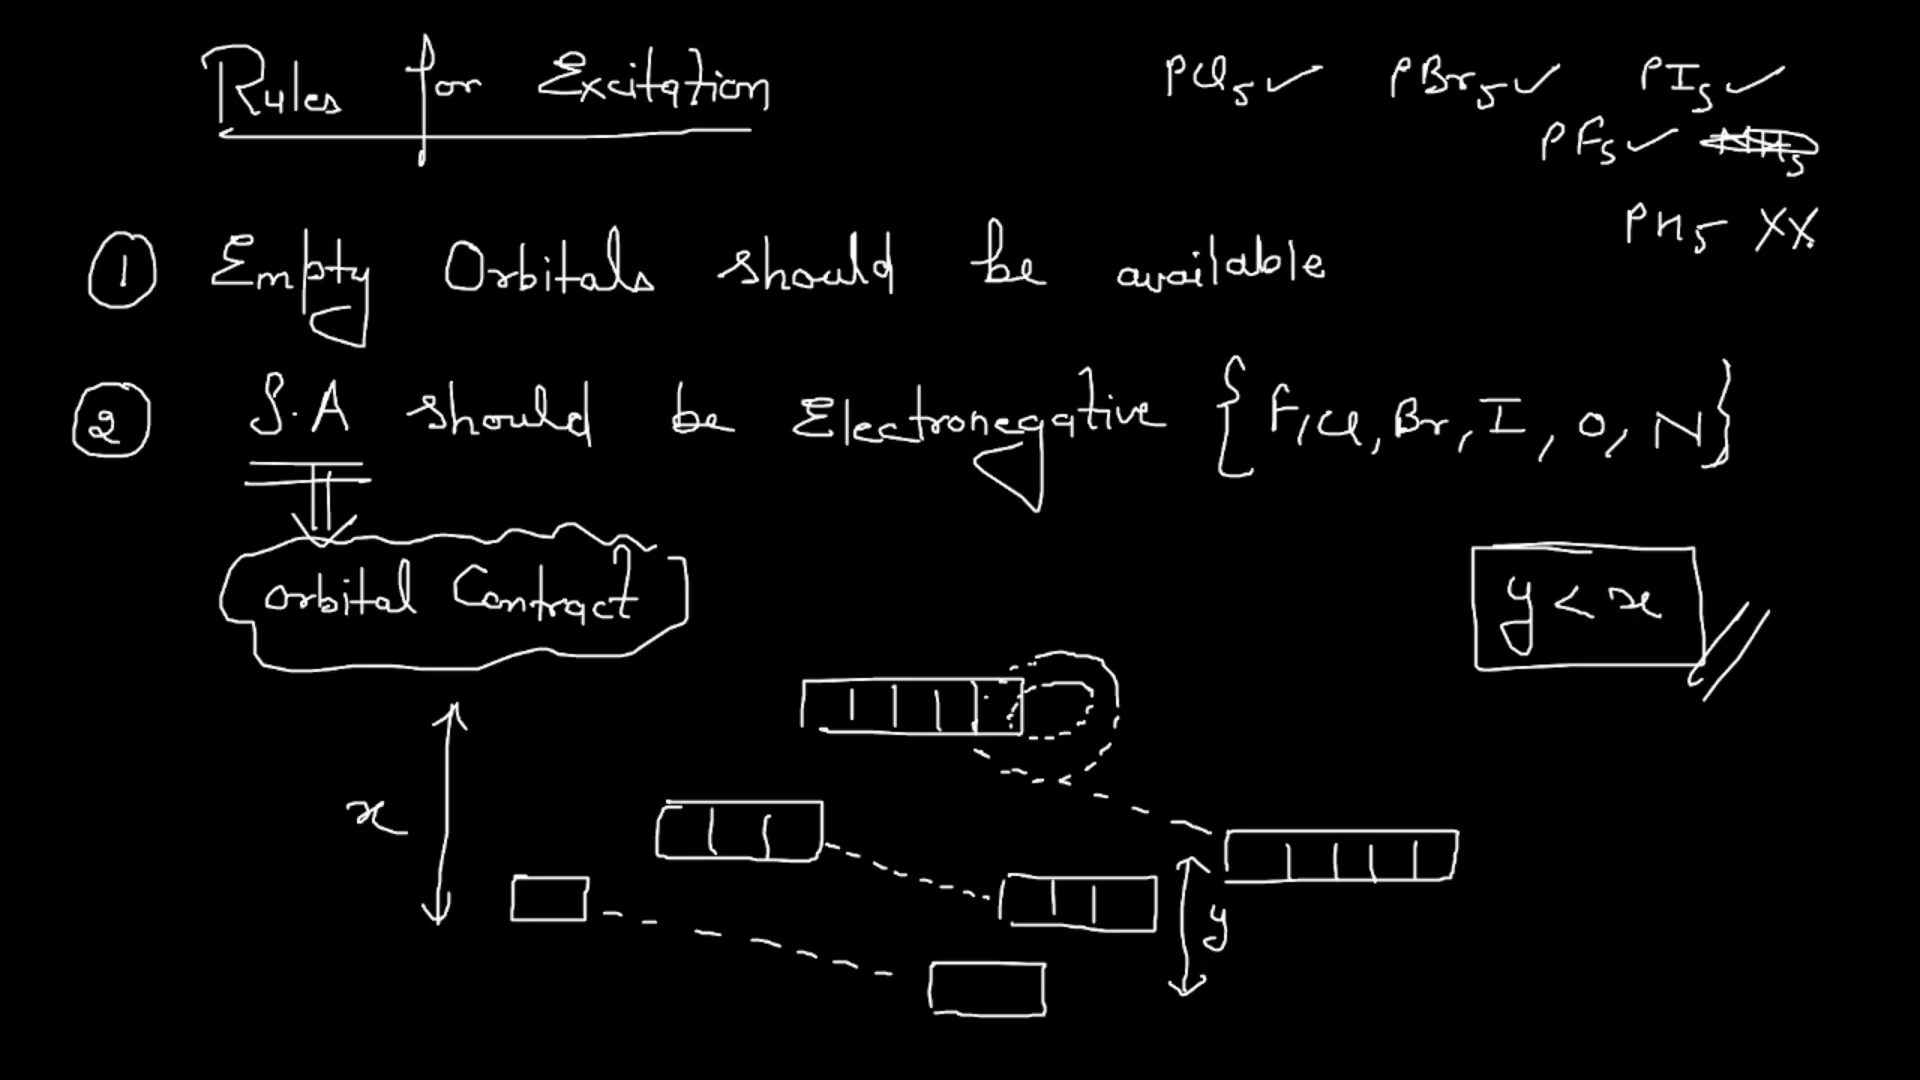 Rules for Excitation
PCl5 ✓ PBr5 ✓ PI5 ✓
PF5 ✓
PH5 XX
① Empty Orbitals should be available
② S.A should be Electronegative {F, Cl, Br, I, O, N}
orbital Contract
y < x
x
y